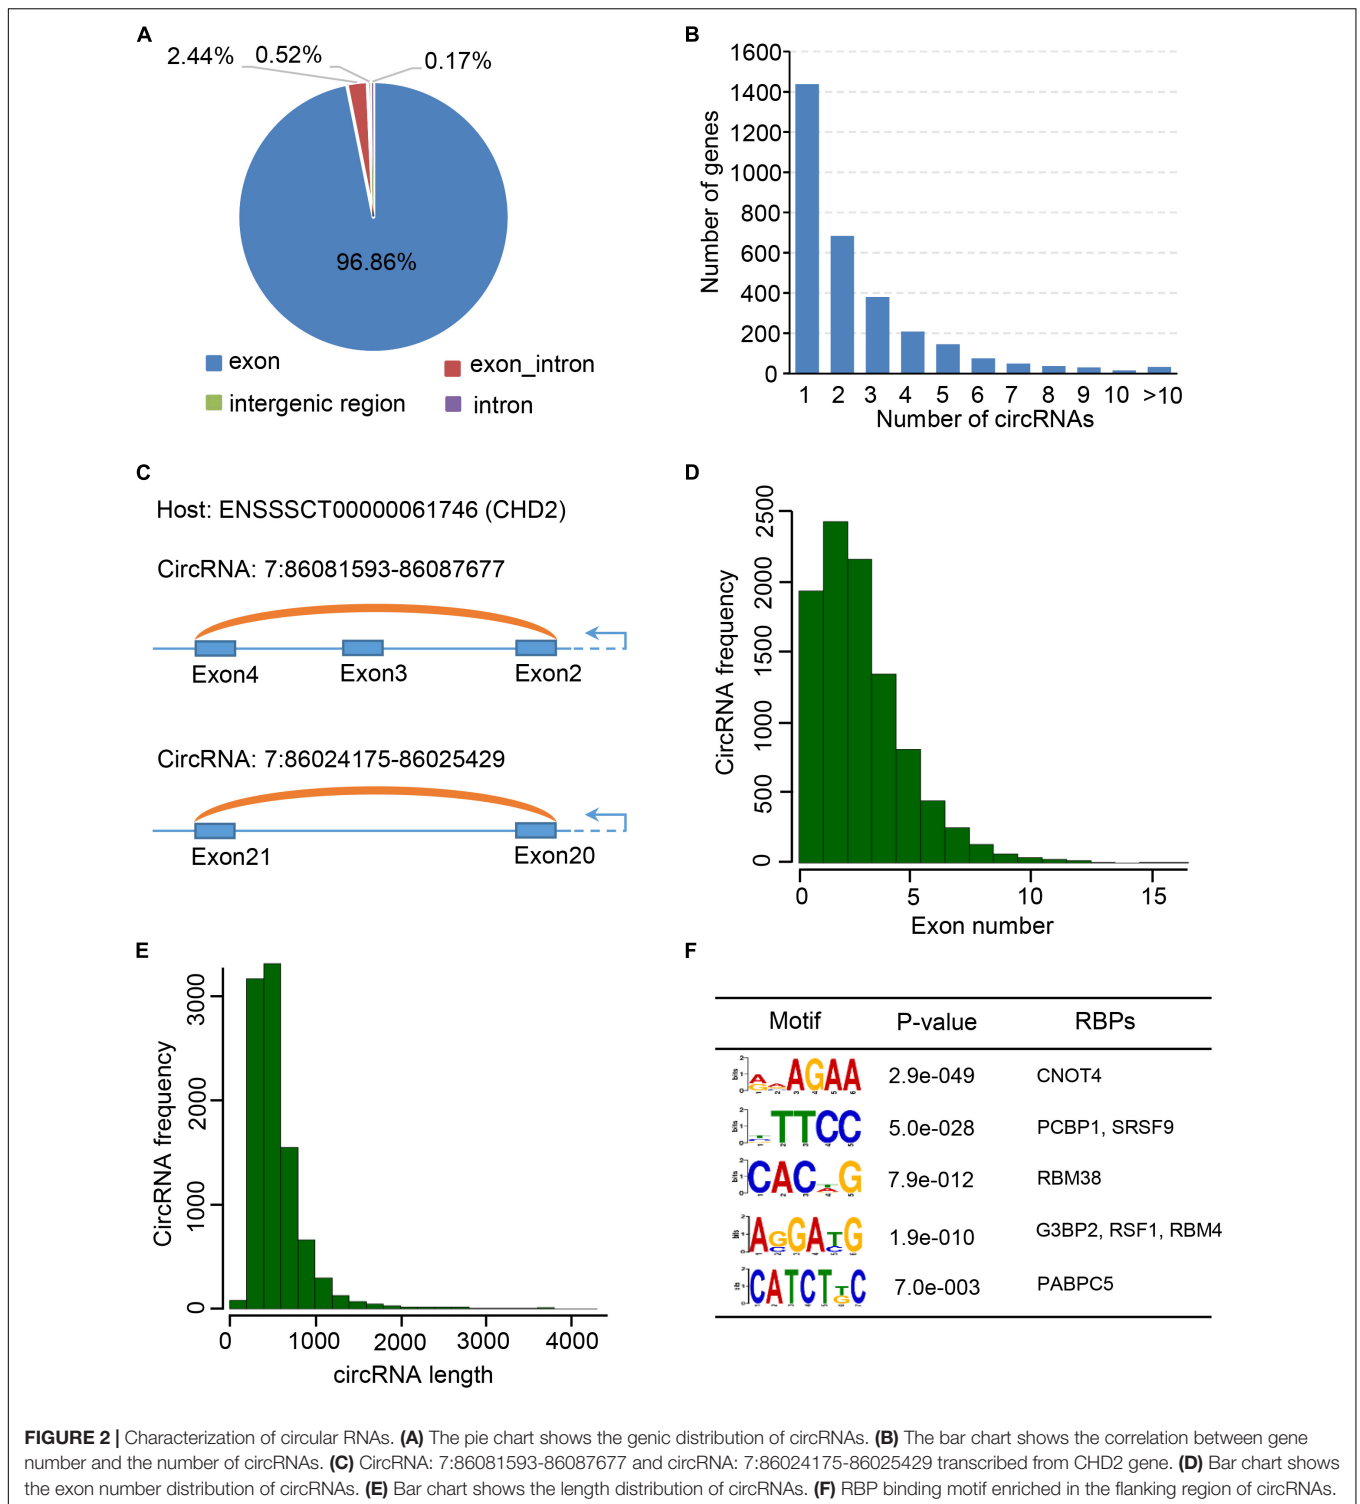 A
2.44%
0.52%
0.17%
96.86%
exon
exon_intron
intergenic region
intron
B
Number of genes
1600
1400
1200
1000
800
600
400
200
0
1 2 3 4 5 6 7 8 9 10 >10
Number of circRNAs
C
Host: ENSSSCT00000061746 (CHD2)
CircRNA: 7:86081593-86087677
Exon4 Exon3 Exon2
CircRNA: 7:86024175-86025429
Exon21 Exon20
D
CircRNA frequency
2500
2000
1500
1000
500
0
0 5 10 15
Exon number
E
CircRNA frequency
3000
2000
1000
0
0 1000 2000 3000 4000
circRNA length
F
Motif P-value RBPs
AGAA 2.9e-049 CNOT4
TTCC 5.0e-028 PCBP1, SRSF9
CAC G 7.9e-012 RBM38
AGGATG 1.9e-010 G3BP2, RSF1, RBM4
CATCTTC 7.0e-003 PABPC5
FIGURE 2 | Characterization of circular RNAs. (A) The pie chart shows the genic distribution of circRNAs. (B) The bar chart shows the correlation between gene
number and the number of circRNAs. (C) CircRNA: 7:86081593-86087677 and circRNA: 7:86024175-86025429 transcribed from CHD2 gene. (D) Bar chart shows
the exon number distribution of circRNAs. (E) Bar chart shows the length distribution of circRNAs. (F) RBP binding motif enriched in the flanking region of circRNAs.